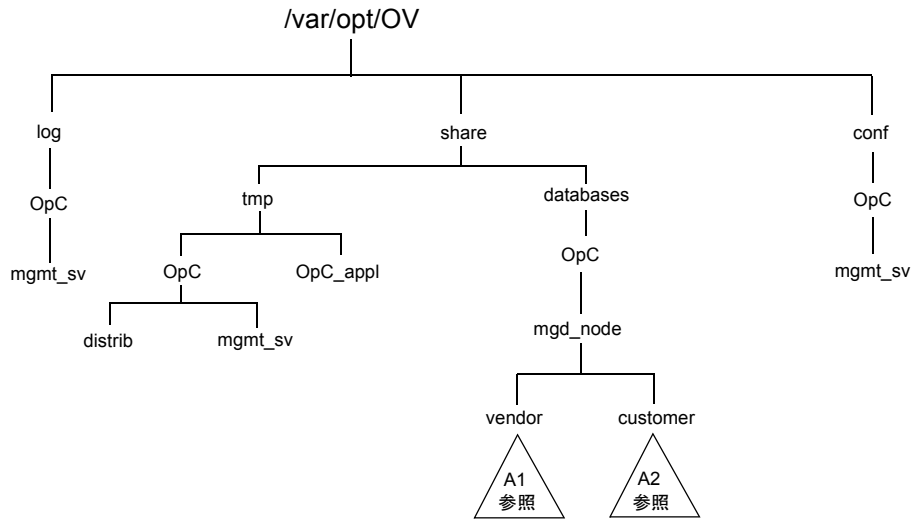 /var/opt/OV
log
share
conf
OpC
tmp
databases
OpC
mgmt_sv
OpC
OpC_appl
OpC
mgmt_sv
distrib
mgmt_sv
mgd_node
vendor
customer
A1
参照
A2
参照